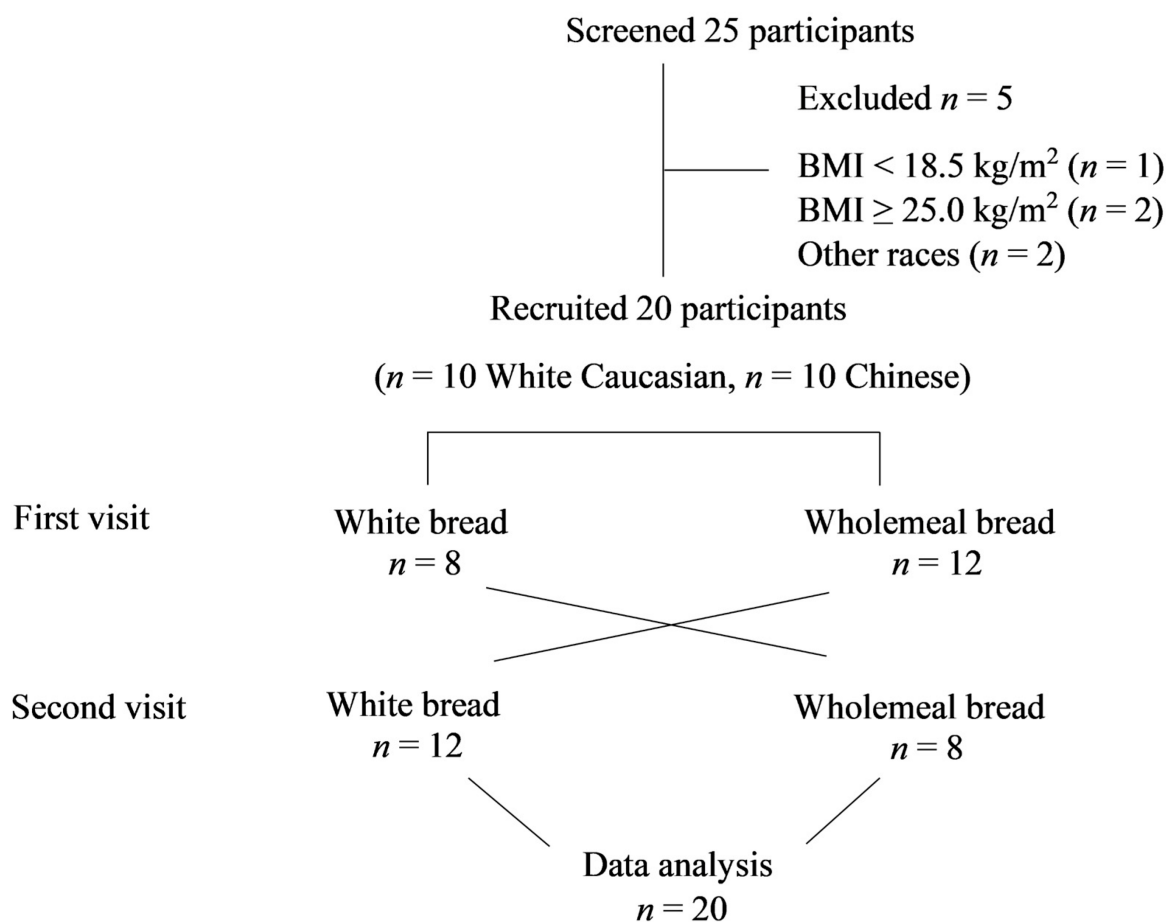 Screened 25 participants
Excluded n = 5
BMI < 18.5 kg/m² (n = 1)
BMI ≥ 25.0 kg/m² (n = 2)
Other races (n = 2)
Recruited 20 participants
(n = 10 White Caucasian, n = 10 Chinese)
First visit
White bread
n = 8
Wholemeal bread
n = 12
Second visit
White bread
n = 12
Wholemeal bread
n = 8
Data analysis
n = 20